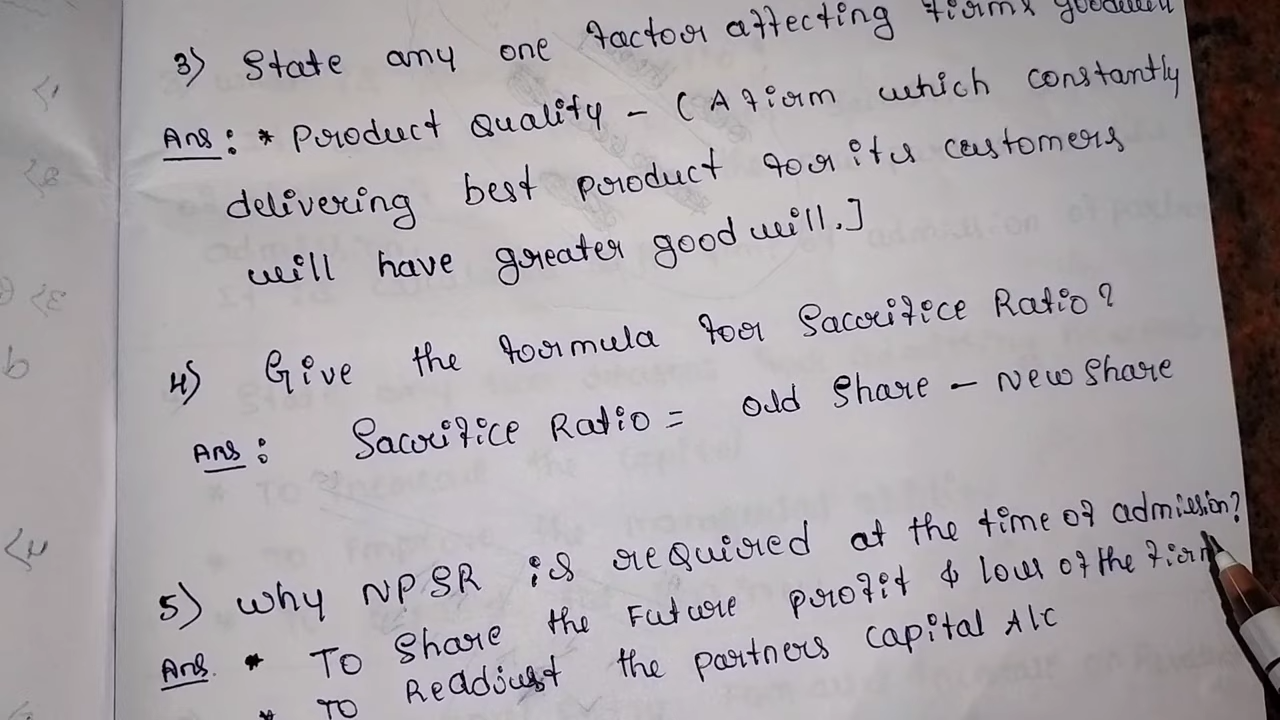 3) State any one factor affecting firms goodwill
Ans: * Product Quality - (A firm which constantly
delivering best product for its customers
will have greater good will.]
4) Give the formula for Sacrifice Ratio?
Ans: Sacrifice Ratio = Old Share - New Share
5) Why NPSR is required at the time of admission?
Ans. * To Share the Future profit & loss of the firm
* To Readjust the partners capital A/c